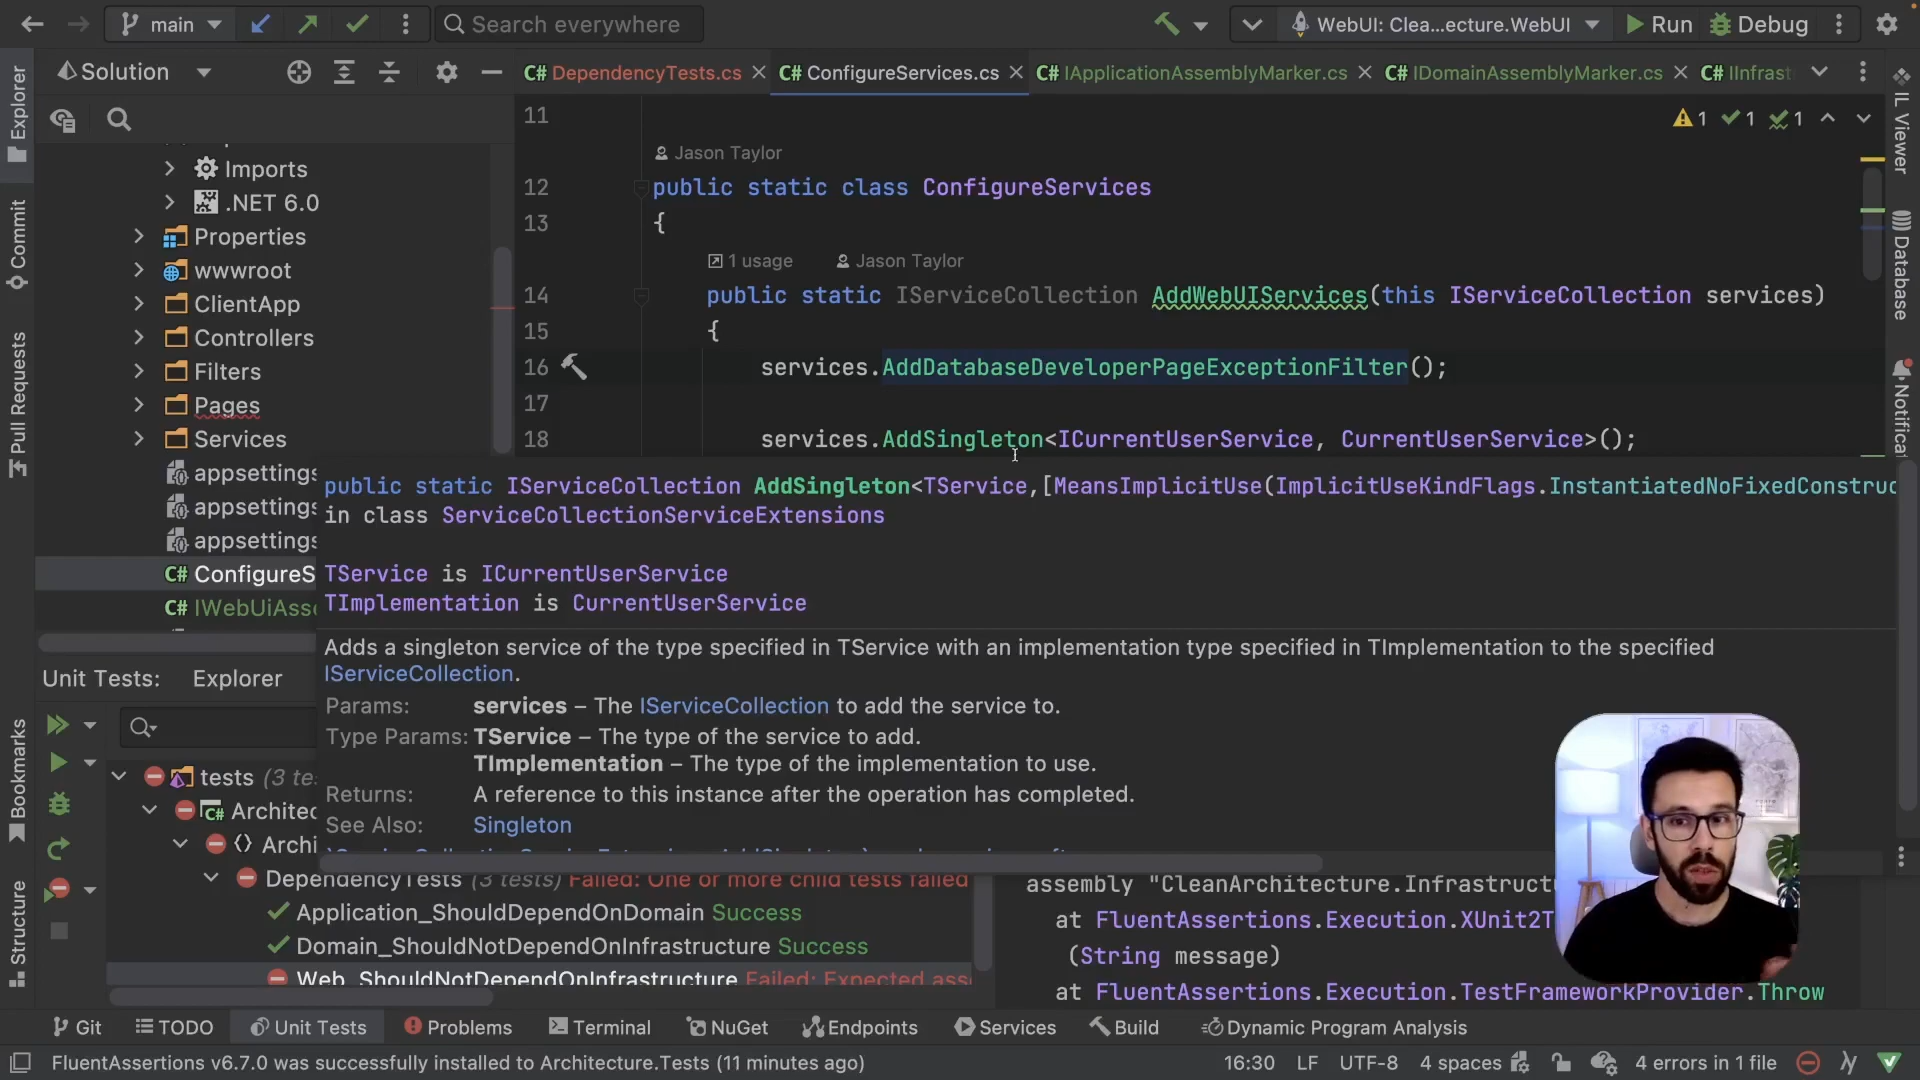 main
Search everywhere
WebUI: Clea...ecture.WebUI
Run
Debug
Solution
C# DependencyTests.cs
C# ConfigureServices.cs
C# IApplicationAssemblyMarker.cs
C# IDomainAssemblyMarker.cs
C# IInfrast
Explorer
Commit
Pull Requests
Bookmarks
Structure
IL Viewer
Database
Notifica
Imports
.NET 6.0
Properties
wwwroot
ClientApp
Controllers
Filters
Pages
Services
appsettings
appsettings
appsettings
C# ConfigureS
C# IWebUiAss
1 1 1
11
Jason Taylor
12 public static class ConfigureServices
13 {
1 usage Jason Taylor
14 public static IServiceCollection AddWebUIServices(this IServiceCollection services)
15 {
16 services.AddDatabaseDeveloperPageExceptionFilter();
17
18 services.AddSingleton<ICurrentUserService, CurrentUserService>();
public static IServiceCollection AddSingleton<TService,[MeansImplicitUse(ImplicitUseKindFlags.InstantiatedNoFixedConstruc
in class ServiceCollectionServiceExtensions
TService is ICurrentUserService
TImplementation is CurrentUserService
Adds a singleton service of the type specified in TService with an implementation type specified in TImplementation to the specified
IServiceCollection.
Params: services – The IServiceCollection to add the service to.
Type Params: TService – The type of the service to add.
TImplementation – The type of the implementation to use.
Returns: A reference to this instance after the operation has completed.
See Also: Singleton
Unit Tests: Explorer
tests (3 te
Architec
Archi
DependencyTests (3 tests) Failed: One or more child tests failed
Application_ShouldDependOnDomain Success
Domain_ShouldNotDependOnInfrastructure Success
Web_ShouldNotDependOnInfrastructure Failed: Expected ass
assembly "CleanArchitecture.Infrastruct
at FluentAssertions.Execution.XUnit2T
(String message)
at FluentAssertions.Execution.TestFrameworkProvider.Throw
Git
TODO
Unit Tests
Problems
Terminal
NuGet
Endpoints
Services
Build
Dynamic Program Analysis
FluentAssertions v6.7.0 was successfully installed to Architecture.Tests (11 minutes ago)
16:30 LF UTF-8 4 spaces 4 errors in 1 file